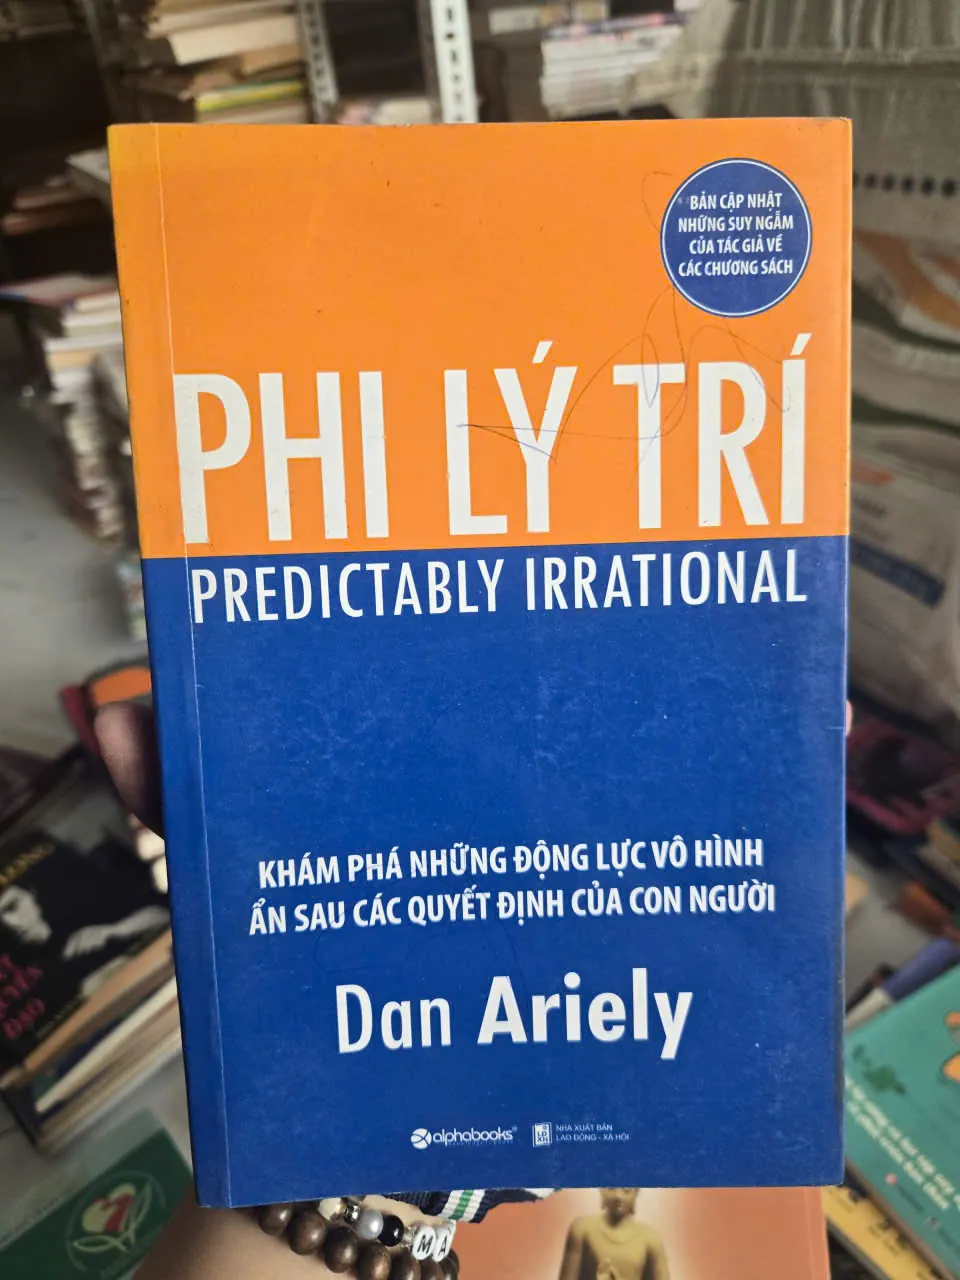 BẢN CẬP NHẬT
NHỮNG SUY NGẪM
CỦA TÁC GIẢ VỀ
CÁC CHƯƠNG SÁCH
PHI LÝ TRÍ
PREDICTABLY IRRATIONAL
KHÁM PHÁ NHỮNG ĐỘNG LỰC VÔ HÌNH
ẨN SAU CÁC QUYẾT ĐỊNH CỦA CON NGƯỜI
Dan Ariely
alphabooks
NHÀ XUẤT BẢN
LAO ĐỘNG - XÃ HỘI
MA